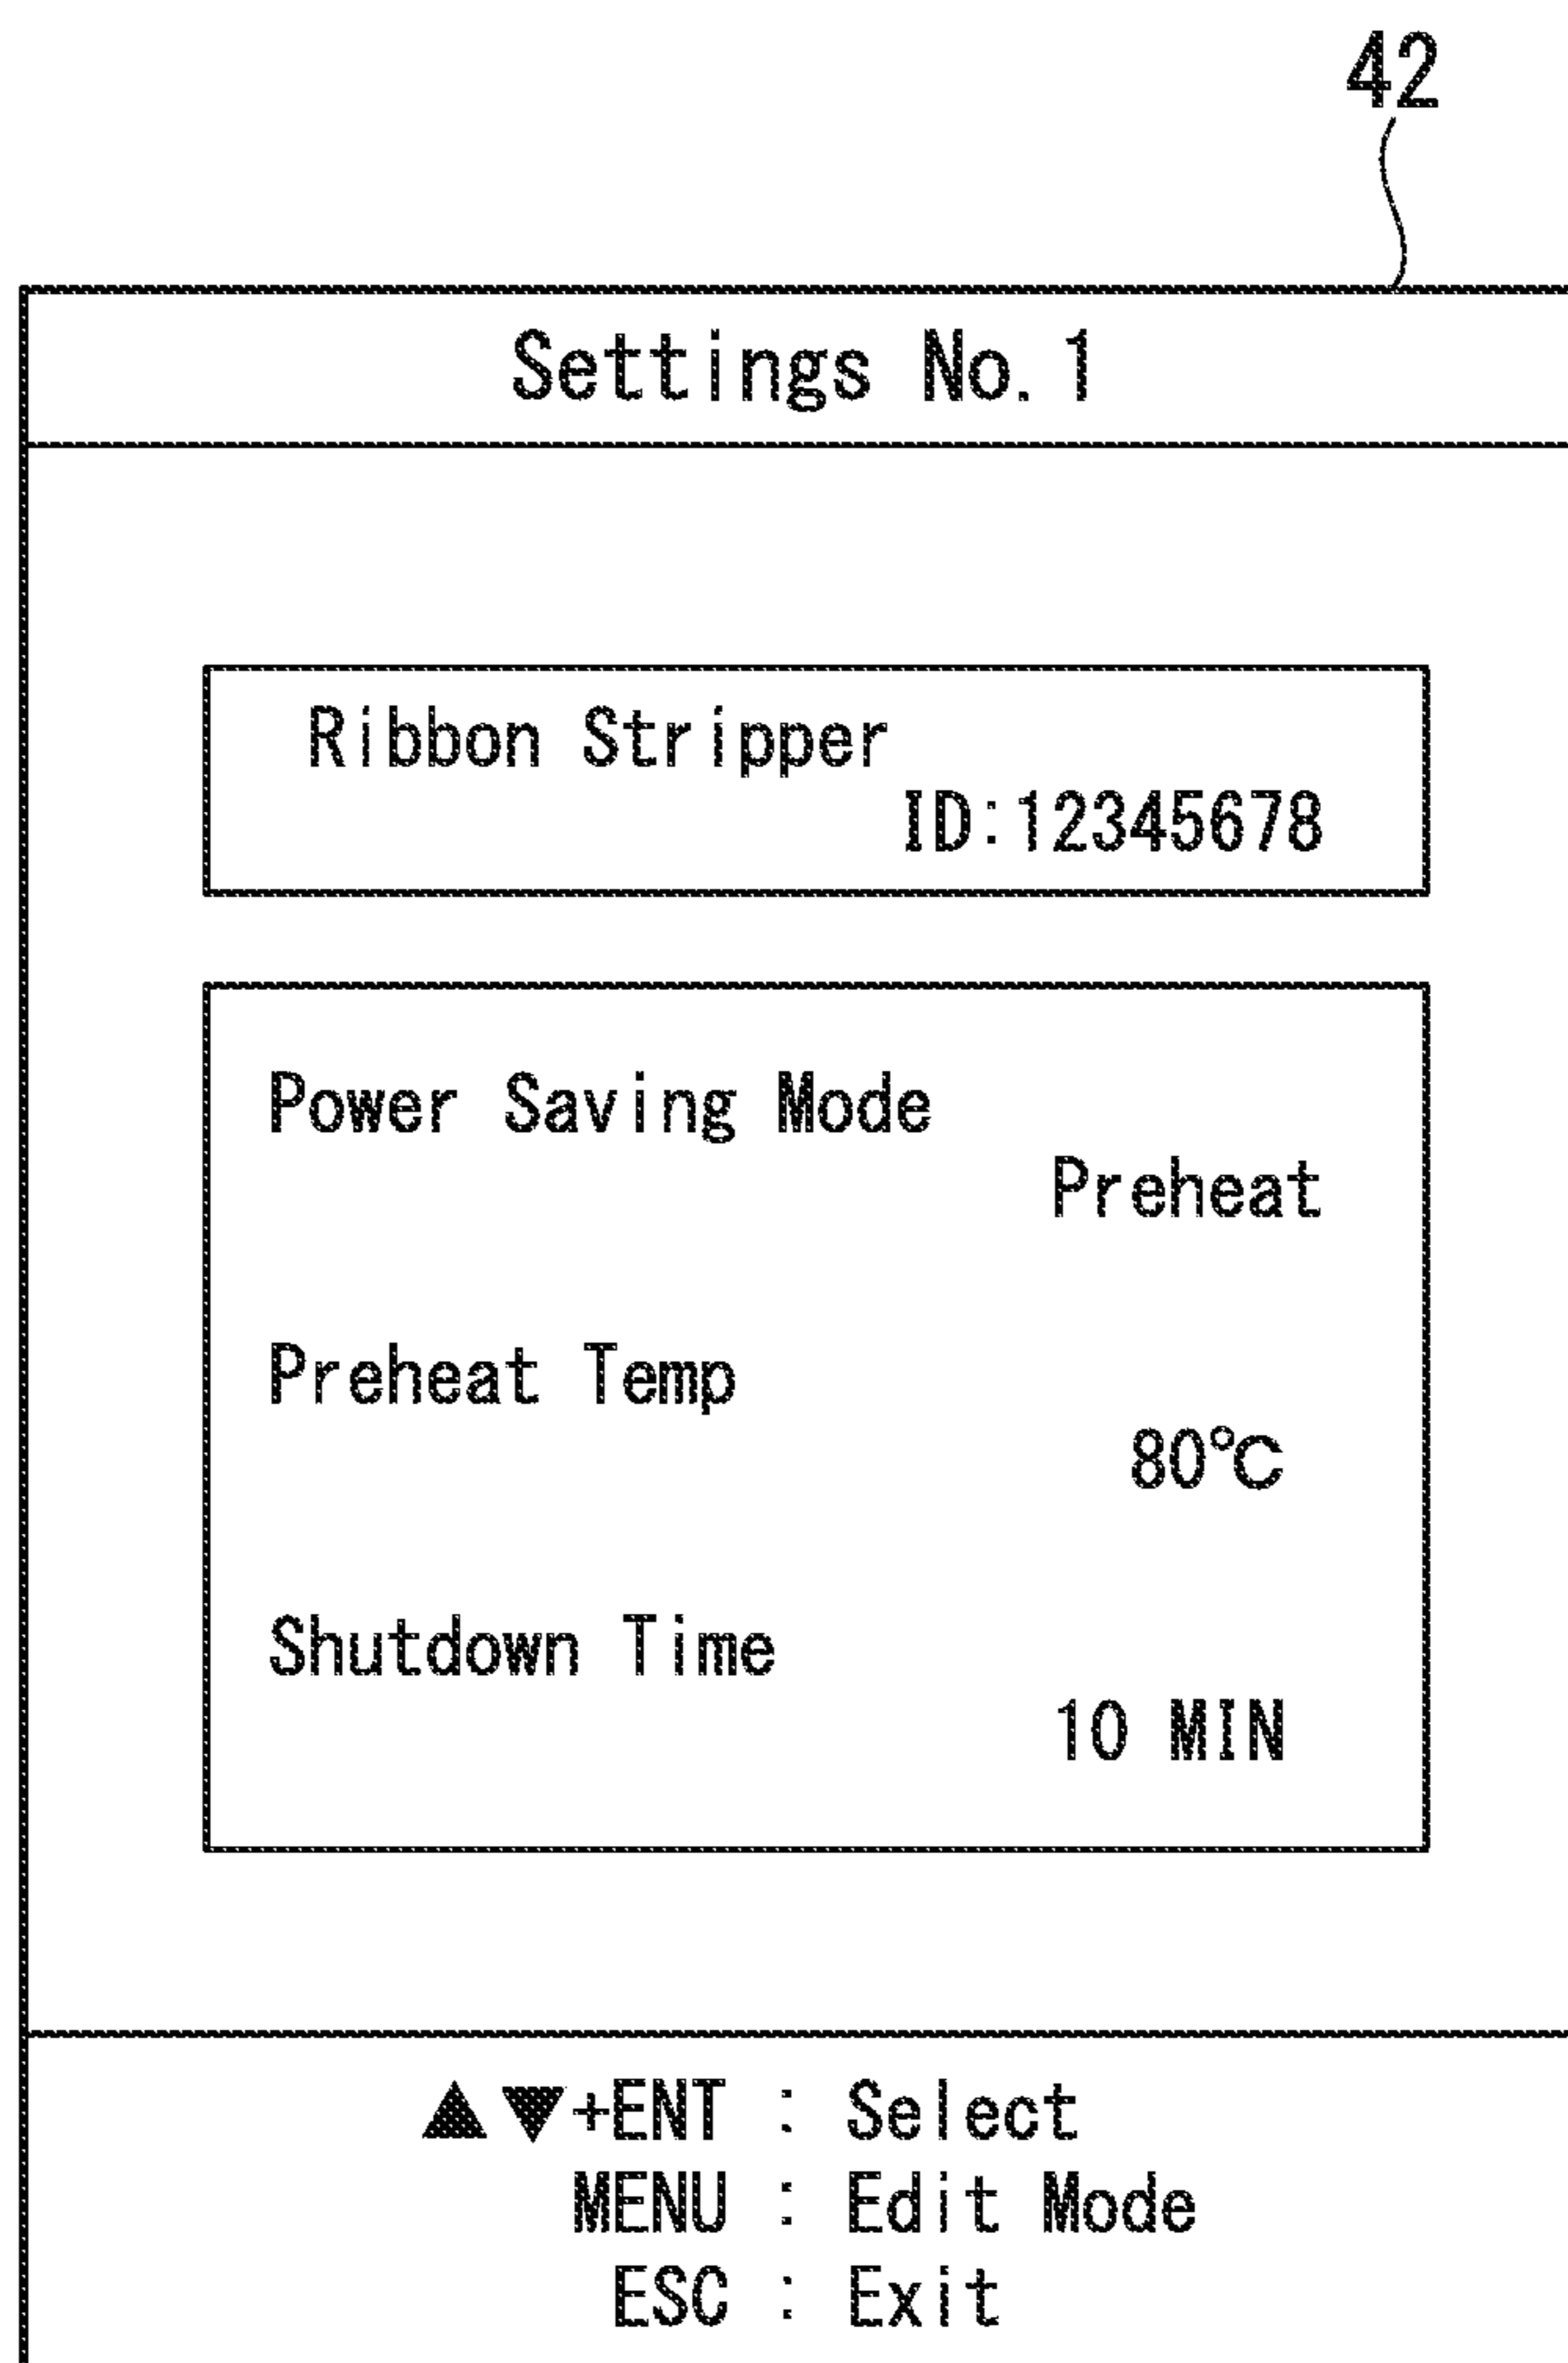 42
Settings No. 1
Ribbon Stripper
ID:12345678
Power Saving Mode
Preheat
Preheat Temp
80℃
Shutdown Time
10 MIN
▲▼+ENT : Select
MENU : Edit Mode
ESC : Exit